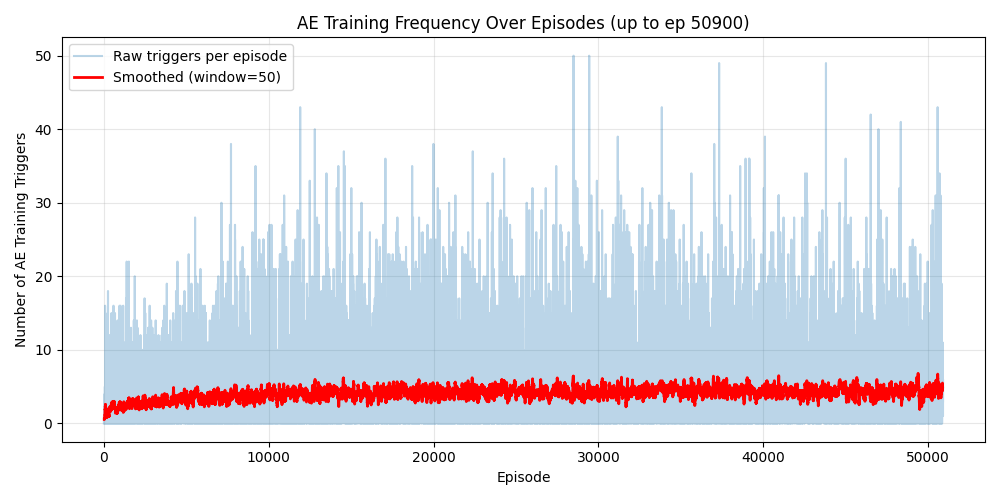 AE Training Frequency Over Episodes (up to ep 50900)
Raw triggers per episode
Smoothed (window=50)
Number of AE Training Triggers
50
40
30
20
10
0
0
10000
20000
30000
40000
50000
Episode